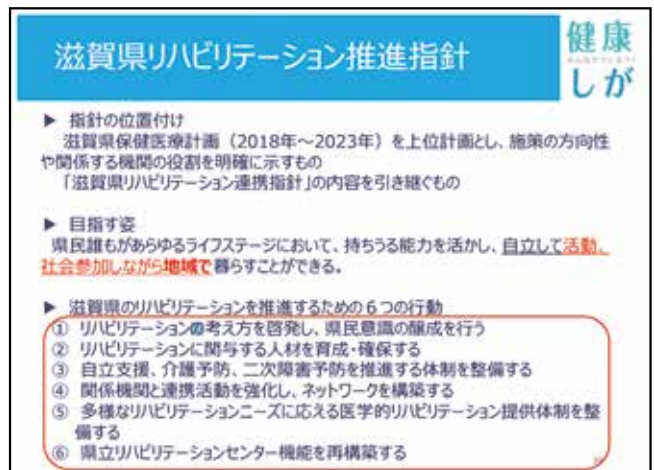 滋賀県リハビリテーション推進指針
健康
しが
▶ 指針の位置付け
滋賀県保健医療計画（2018年～2023年）を上位計画とし、施策の方向性
や関係する機関の役割を明確に示すもの
「滋賀県リハビリテーション連携指針」の内容を引き継ぐもの
▶ 目指す姿
県民誰もがあらゆるライフステージにおいて、持ちうる能力を活かし、自立して活動、
社会参加しながら地域で暮らすことができる。
▶ 滋賀県のリハビリテーションを推進するための６つの行動
① リハビリテーションの考え方を啓発し、県民意識の醸成を行う
② リハビリテーションに関与する人材を育成・確保する
③ 自立支援、介護予防、二次障害予防を推進する体制を整備する
④ 関係機関と連携活動を強化し、ネットワークを構築する
⑤ 多様なリハビリテーションニーズに応える医学的リハビリテーション提供体制を整
備する
⑥ 県立リハビリテーションセンター機能を再構築する